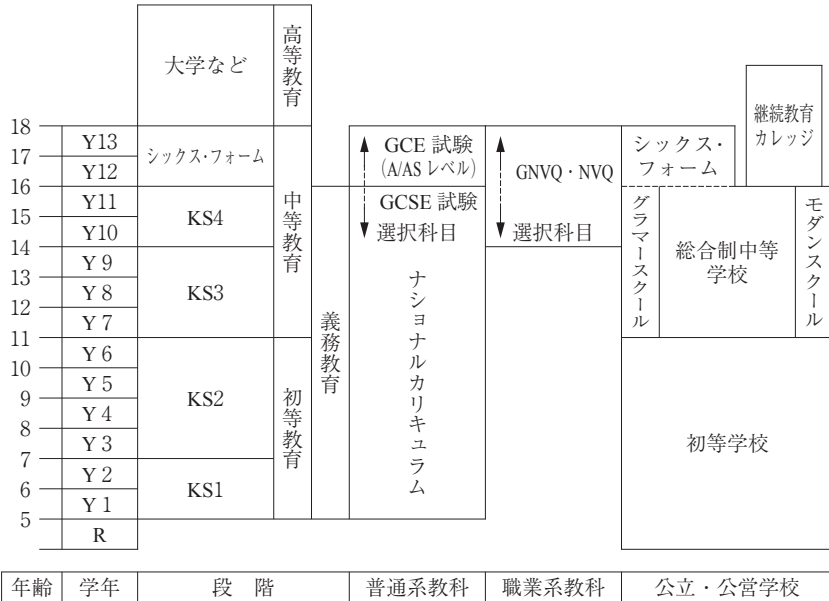 大学など
高等教育
継続教育
カレッジ
18
17
16
15
14
13
12
11
10
9
8
7
6
5
Y13
Y12
Y11
Y10
Y 9
Y 8
Y 7
Y 6
Y 5
Y 4
Y 3
Y 2
Y 1
R
シックス・フォーム
KS4
KS3
KS2
KS1
中等教育
初等教育
義務教育
GCE 試験
(A/AS レベル)
GCSE 試験
選択科目
ナショナルカリキュラム
GNVQ・NVQ
選択科目
シックス・
フォーム
グラマースクール
総合制中等
学校
モダンスクール
初等学校
年齢 学年 段 階 普通系教科 職業系教科 公立・公営学校